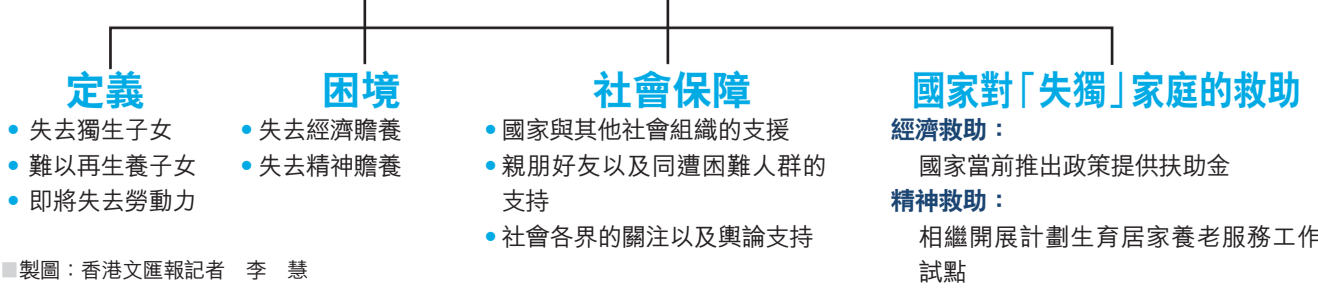 定義
• 失去獨生子女
• 難以再生養子女
• 即將失去勞動力
困境
• 失去經濟贍養
• 失去精神贍養
社會保障
• 國家與其他社會組織的支援
• 親朋好友以及同遭困難人群的
支持
• 社會各界的關注以及輿論支持
國家對「失獨」家庭的救助
經濟救助：
國家當前推出政策提供扶助金
精神救助：
相繼開展計劃生育居家養老服務工作
試點
■製圖：香港文匯報記者　李　慧